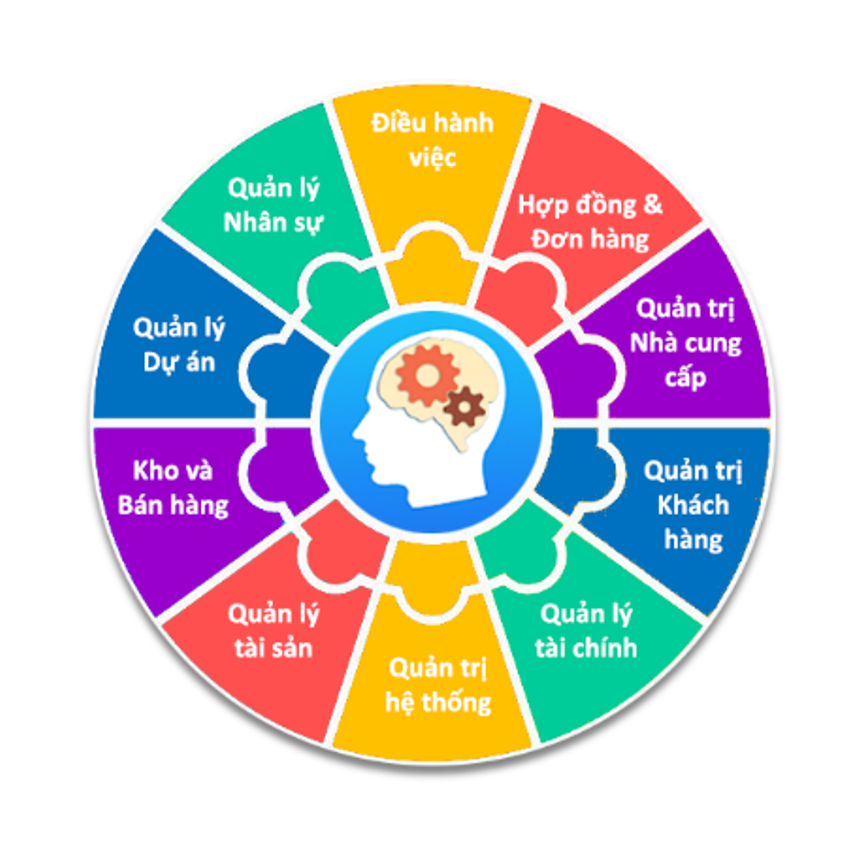 Điều hành
việc
Hợp đồng &
Đơn hàng
Quản trị
Nhà cung
cấp
Quản trị
Khách
hàng
Quản lý
tài chính
Quản trị
hệ thống
Quản lý
tài sản
Kho và
Bán hàng
Quản lý
Dự án
Quản lý
Nhân sự